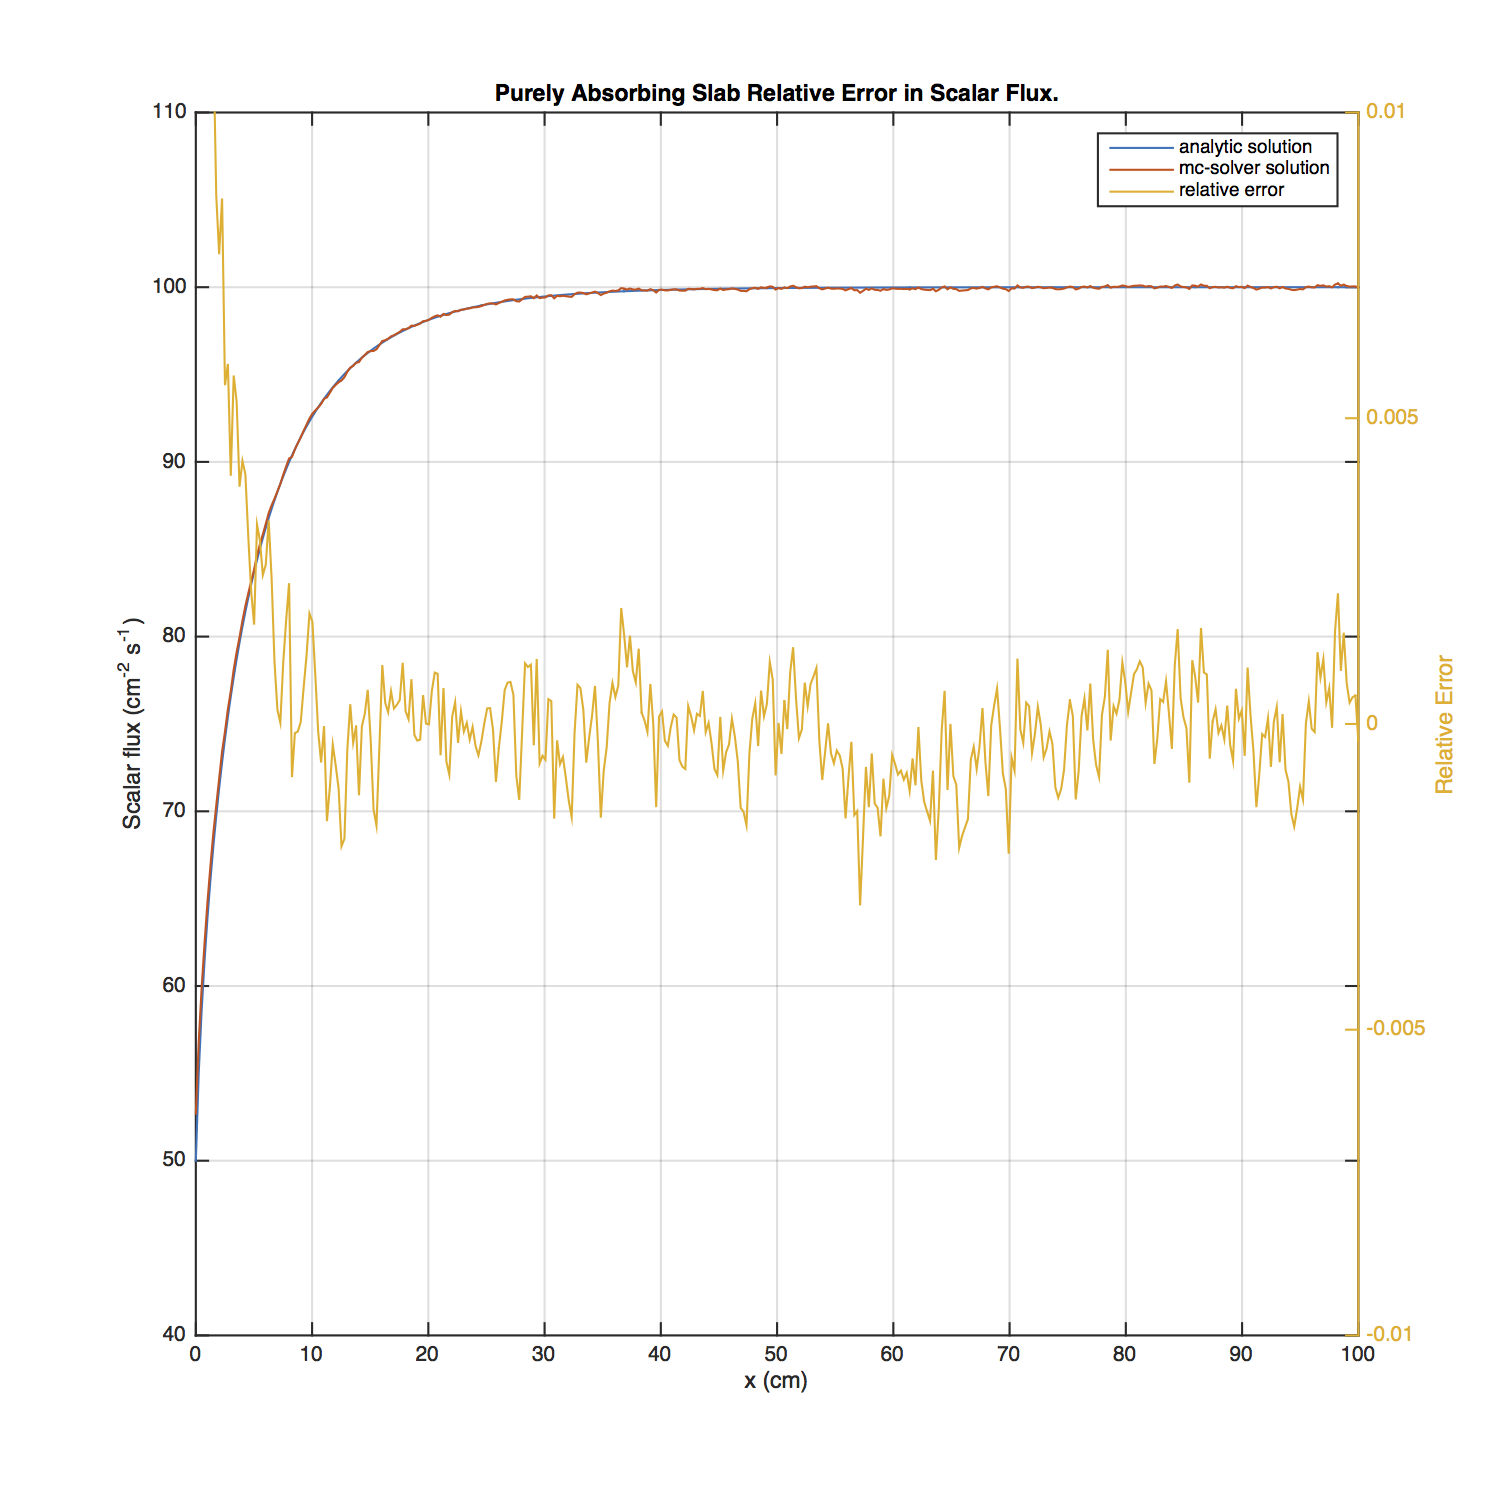 Purely Absorbing Slab Relative Error in Scalar Flux.
110
100
90
80
70
60
50
40
Scalar flux (cm⁻² s⁻¹)
analytic solution
mc-solver solution
relative error
0.01
0.005
0
-0.005
-0.01
Relative Error
0 10 20 30 40 50 60 70 80 90 100
x (cm)